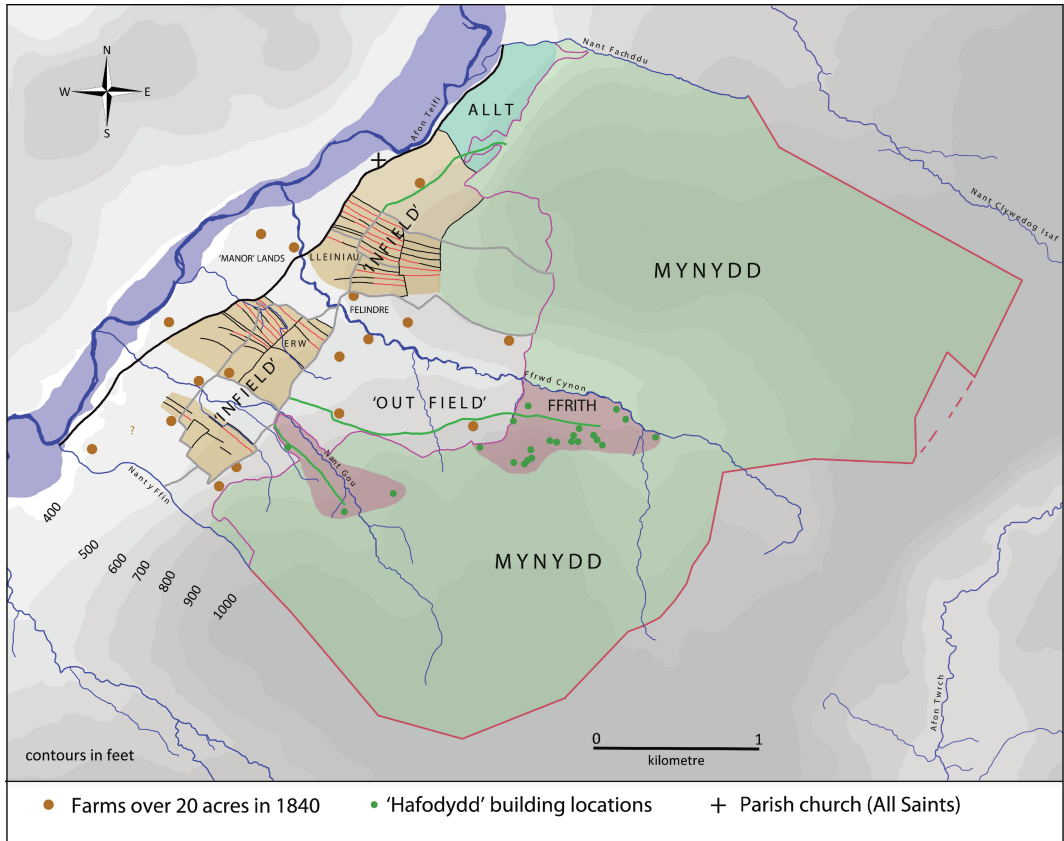 N
W
E
S
Nant Fachddu
Afon Teifi
ALLT
Nant Clywedog Isaf
'INFIELD'
MYNYDD
'MANOR' LANDS
LLEINIAU
FELINDRE
ERW
Ffrwd Cynon
'INFIELD'
'OUT FIELD'
FFRITH
?
Nant Gou
Nant y Ffin
400
500
600
700
800
900
1000
MYNYDD
Afon Twrch
0 1
kilometre
contours in feet
Farms over 20 acres in 1840
'Hafodydd' building locations
Parish church (All Saints)